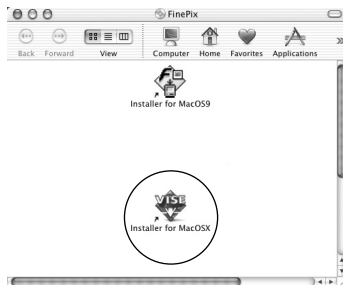 FinePix
Back Forward View Computer Home Favorites Applications
Installer for MacOS9
VISE
Installer for MacOSX